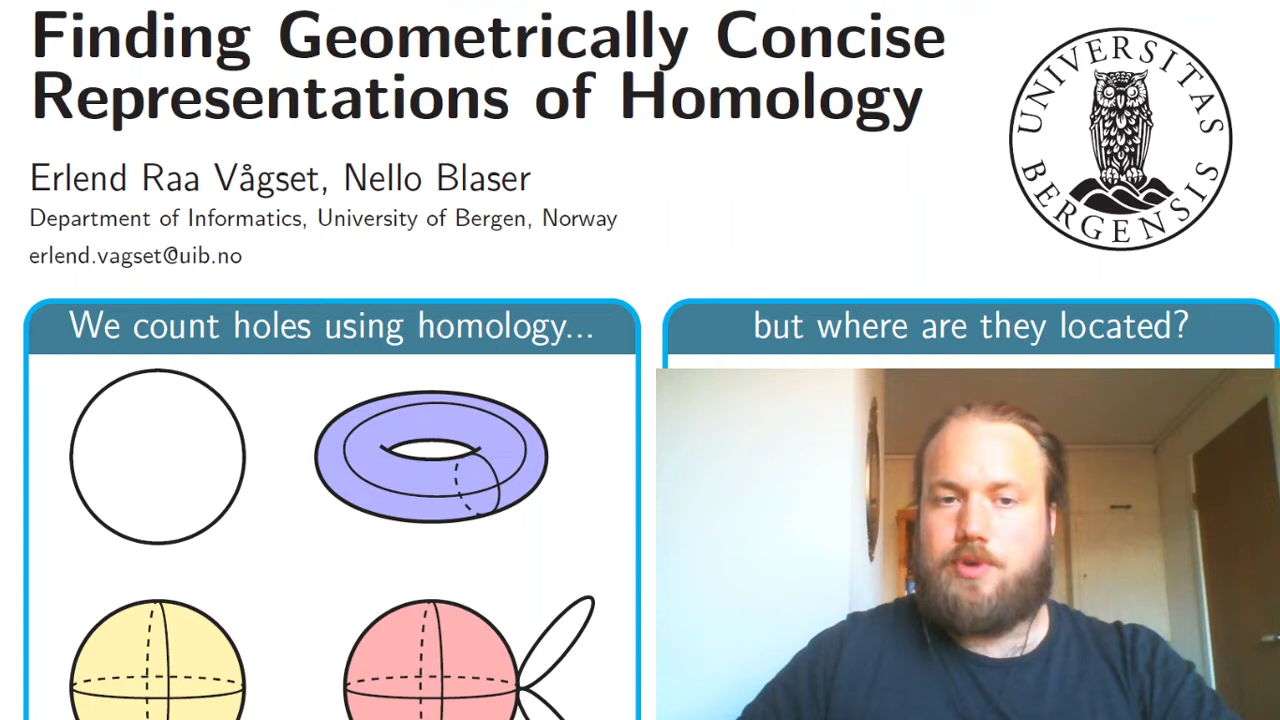 Finding Geometrically Concise
Representations of Homology
UNIVERSITAS
BERGENSIS
Erlend Raa Vågset, Nello Blaser
Department of Informatics, University of Bergen, Norway
erlend.vagset@uib.no
We count holes using homology...
but where are they located?